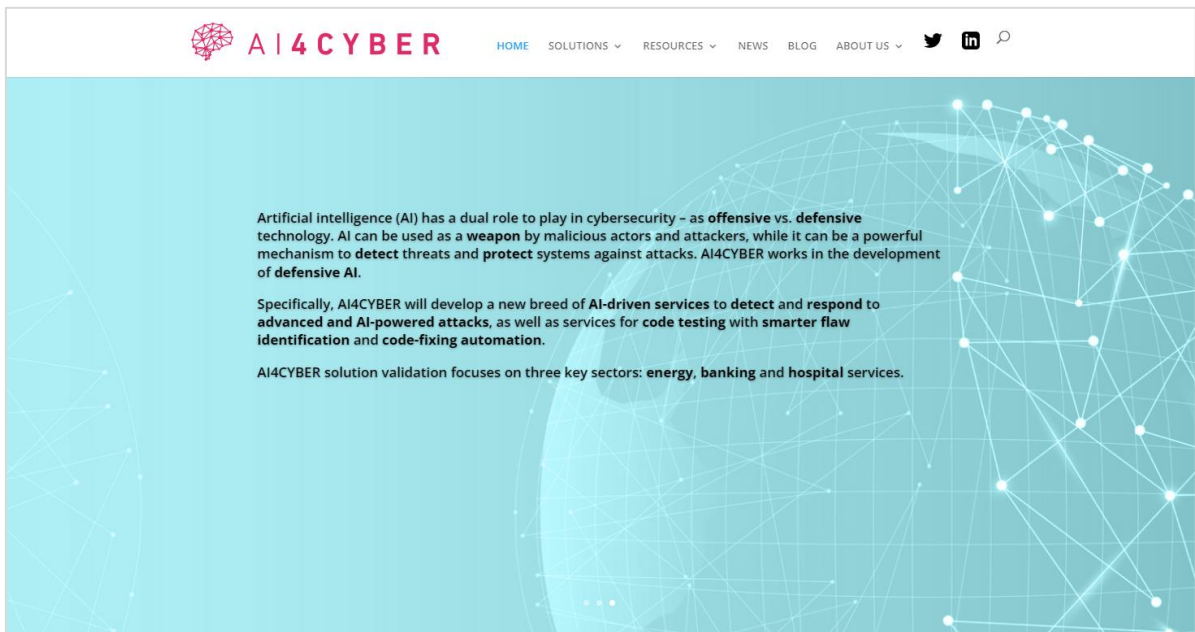 AI4CYBER
HOME SOLUTIONS RESOURCES NEWS BLOG ABOUT US
Artificial intelligence (AI) has a dual role to play in cybersecurity – as offensive vs. defensive
technology. AI can be used as a weapon by malicious actors and attackers, while it can be a powerful
mechanism to detect threats and protect systems against attacks. AI4CYBER works in the development
of defensive AI.
Specifically, AI4CYBER will develop a new breed of AI-driven services to detect and respond to
advanced and AI-powered attacks, as well as services for code testing with smarter flaw
identification and code-fixing automation.
AI4CYBER solution validation focuses on three key sectors: energy, banking and hospital services.